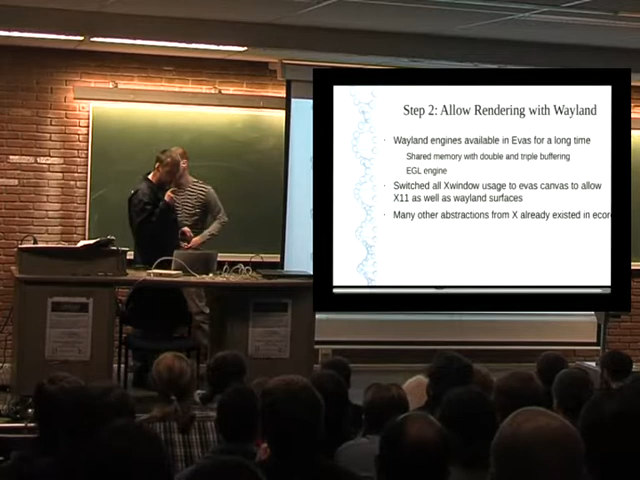 Step 2: Allow Rendering with Wayland
· Wayland engines available in Evas for a long time
Shared memory with double and triple buffering
EGL engine
· Switched all Xwindow usage to evas canvas to allow
X11 as well as wayland surfaces
· Many other abstractions from X already existed in ecor